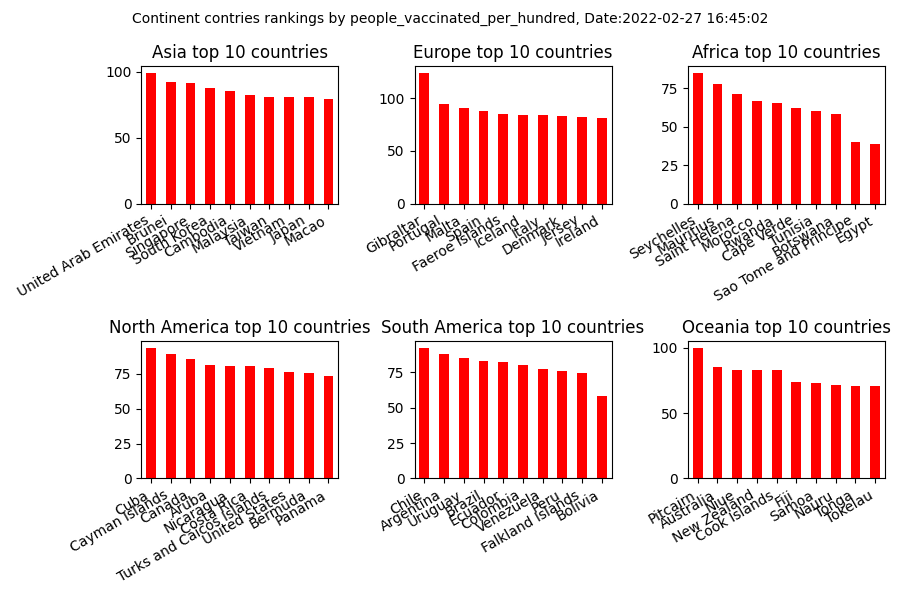 Continent contries rankings by people_vaccinated_per_hundred, Date:2022-02-27 16:45:02
Asia top 10 countries
100
50
0
United Arab Emirates
Brunei
Singapore
South Korea
Cambodia
Malaysia
Taiwan
Vietnam
Japan
Macao
Europe top 10 countries
100
50
0
Gibraltar
Portugal
Malta
Spain
Faeroe Islands
Iceland
Italy
Denmark
Jersey
Ireland
Africa top 10 countries
75
50
25
0
Seychelles
Mauritius
Saint Helena
Morocco
Rwanda
Cape Verde
Tunisia
Botswana
Sao Tome and Principe
Egypt
North America top 10 countries
75
50
25
0
Cuba
Cayman Islands
Canada
Aruba
Nicaragua
Costa Rica
Turks and Caicos Islands
United States
Bermuda
Panama
South America top 10 countries
75
50
25
0
Chile
Argentina
Uruguay
Brazil
Ecuador
Colombia
Venezuela
Peru
Falkland Islands
Bolivia
Oceania top 10 countries
100
50
0
Pitcairn
Australia
Niue
New Zealand
Cook Islands
Fiji
Samoa
Nauru
Tonga
Tokelau